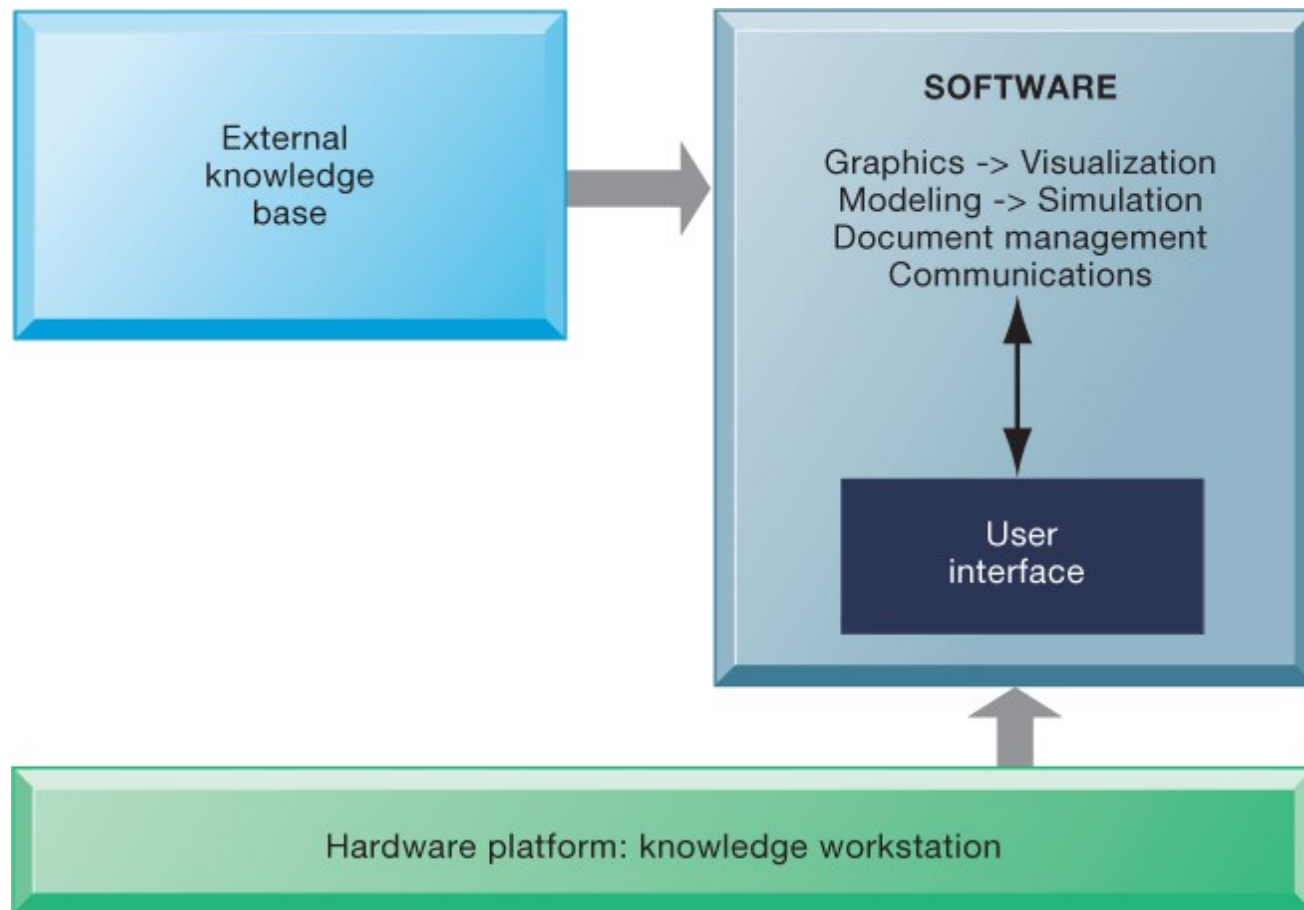 External
knowledge
base
SOFTWARE
Graphics -> Visualization
Modeling -> Simulation
Document management
Communications
User
interface
Hardware platform: knowledge workstation